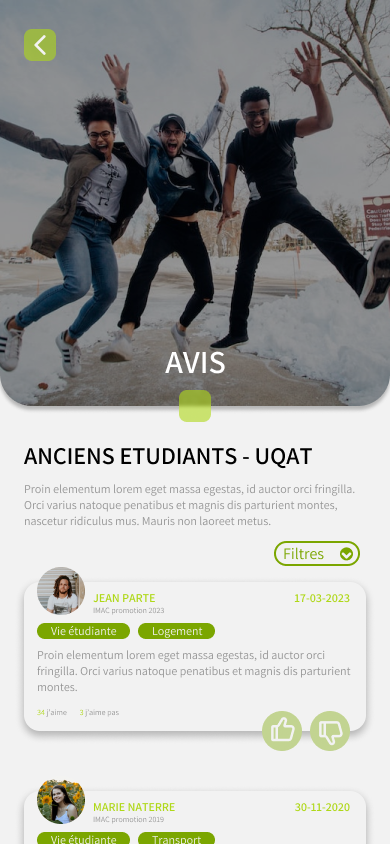 AVIS
ANCIENS ETUDIANTS - UQAT
Proin elementum lorem eget massa egestas, id auctor orci fringilla.
Orci varius natoque penatibus et magnis dis parturient montes,
nascetur ridiculus mus. Mauris non laoreet metus.
Filtres
JEAN PARTE 17-03-2023
IMAC promotion 2023
Vie étudiante Logement
Proin elementum lorem eget massa egestas, id auctor orci
fringilla. Orci varius natoque penatibus et magnis dis parturient
montes.
34 j'aime 3 j'aime pas
MARIE NATERRE 30-11-2020
IMAC promotion 2019
Vie étudiante Transport